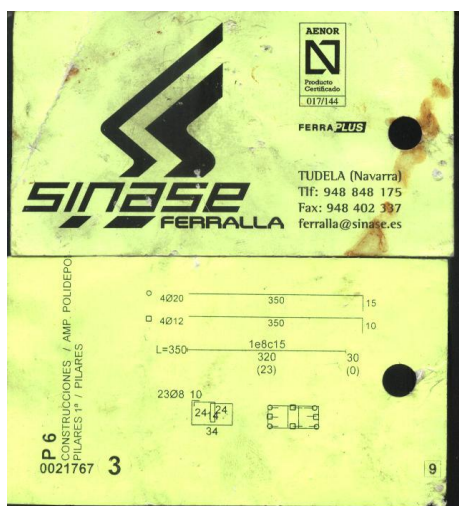 AENOR
N
Producto
Certificado
017/144
FERRAPLUS
SINASE
FERRALLA
TUDELA (Navarra)
Tlf: 948 848 175
Fax: 948 402 337
ferralla@sinase.es
4Ø20 350 15
4Ø12 350 10
L=350 1e8c15
320 30
(23) (0)
23Ø8 10
24 24
34
P 6
CONSTRUCCIONES / AMP. POLIDEPO
PILARES 1ª / PILARES
0021767 3
9